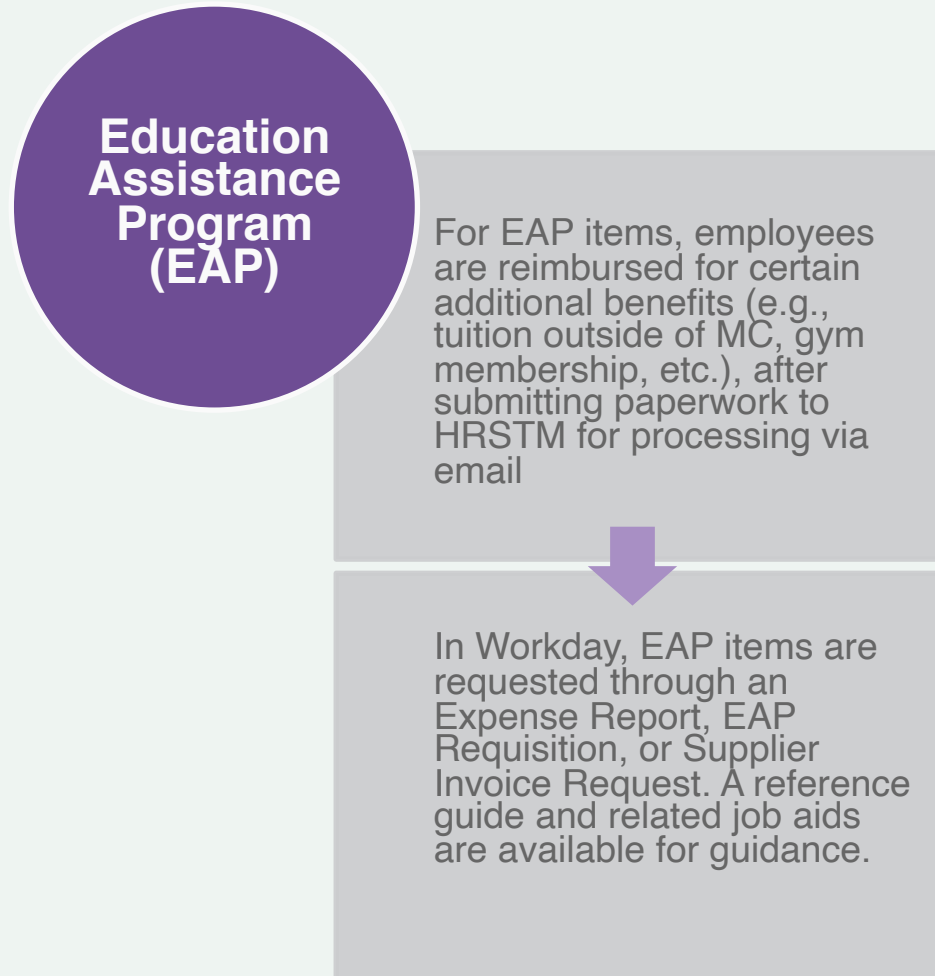 Education
Assistance
Program
(EAP)
For EAP items, employees
are reimbursed for certain
additional benefits (e.g.,
tuition outside of MC, gym
membership, etc.), after
submitting paperwork to
HRSTM for processing via
email
In Workday, EAP items are
requested through an
Expense Report, EAP
Requisition, or Supplier
Invoice Request. A reference
guide and related job aids
are available for guidance.